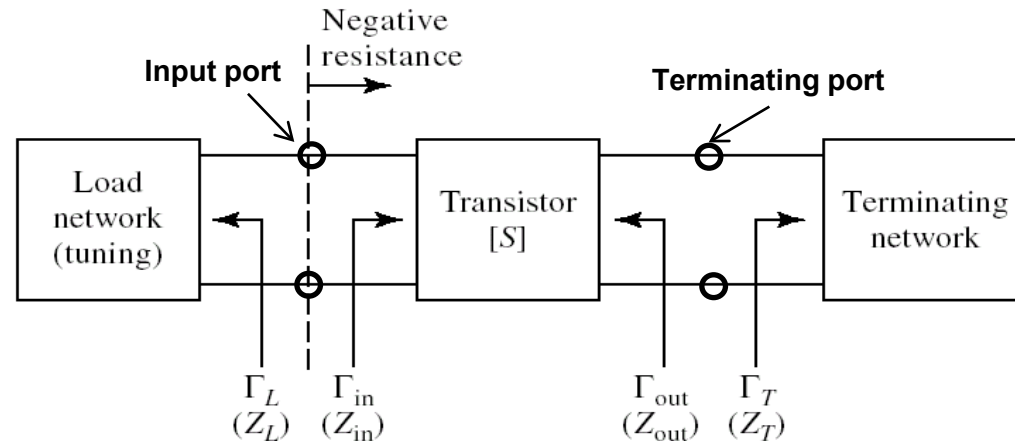 Negative
resistance
Input port
Terminating port
Load
network
(tuning)
Transistor
[S]
Terminating
network
Γ_L
(Z_L)
Γ_in
(Z_in)
Γ_out
(Z_out)
Γ_T
(Z_T)